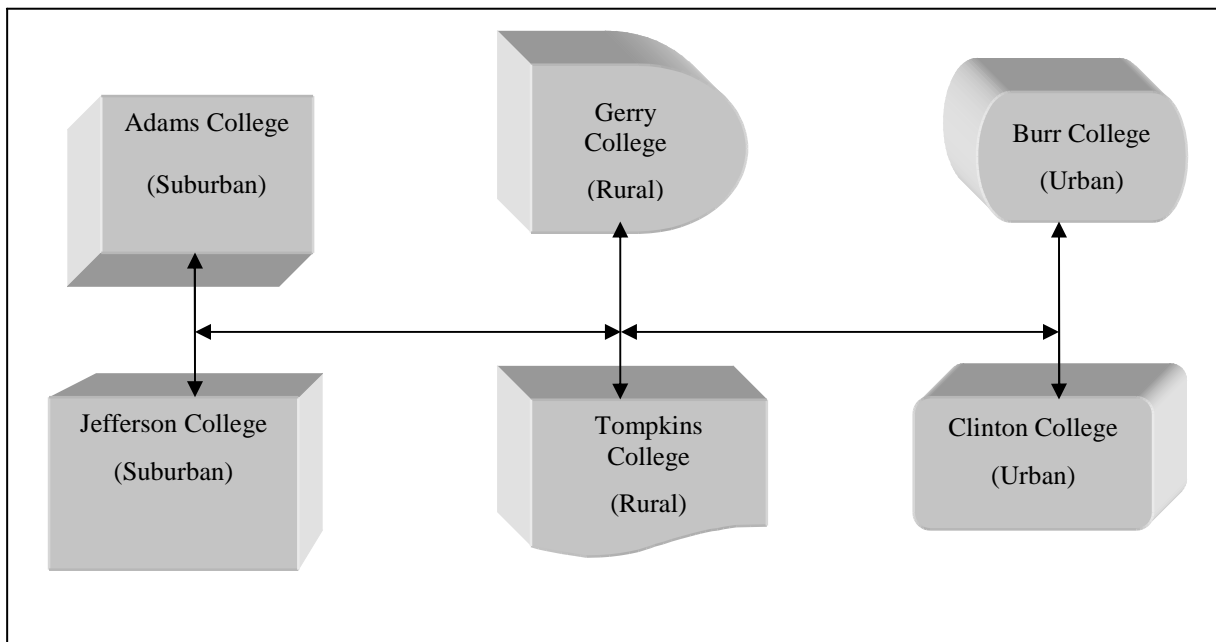 Adams College
(Suburban)
Gerry
College
(Rural)
Burr College
(Urban)
Jefferson College
(Suburban)
Tompkins
College
(Rural)
Clinton College
(Urban)